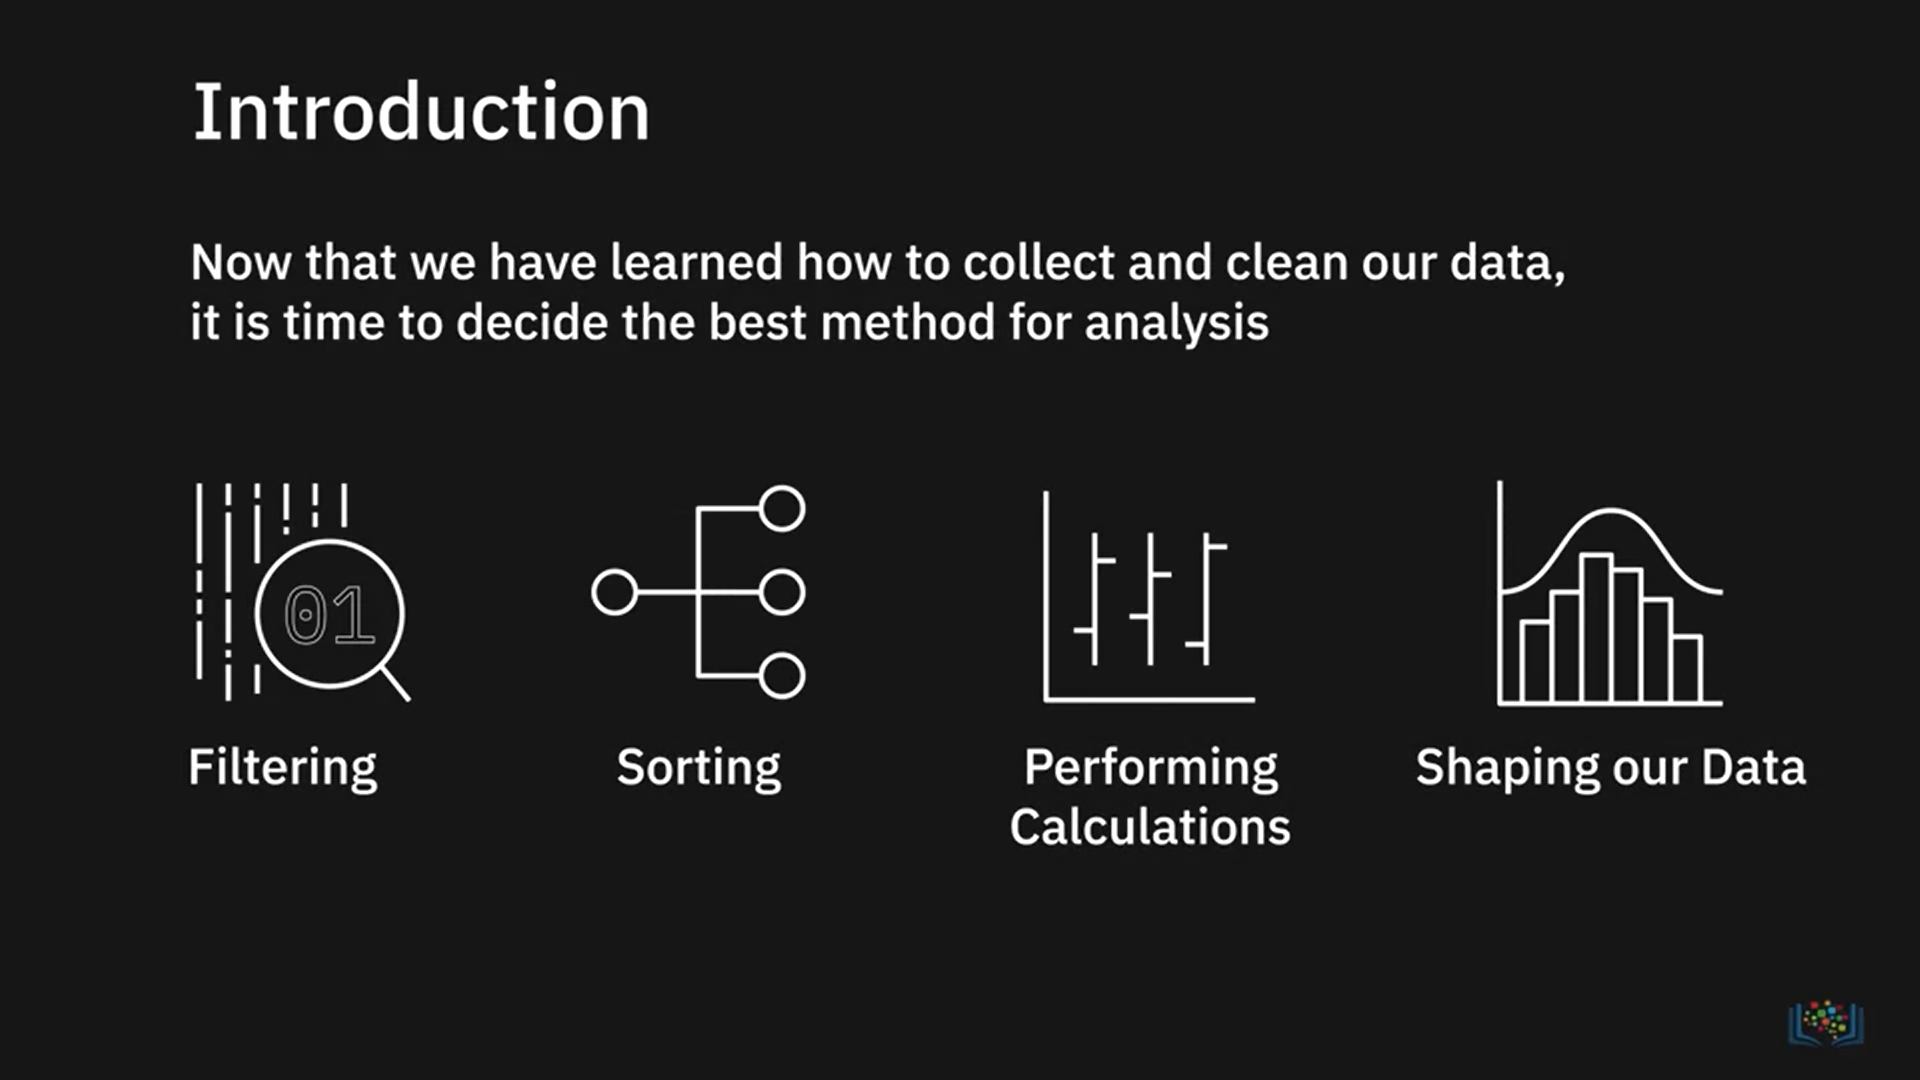 Introduction
Now that we have learned how to collect and clean our data,
it is time to decide the best method for analysis
01
Filtering
Sorting
Performing
Calculations
Shaping our Data